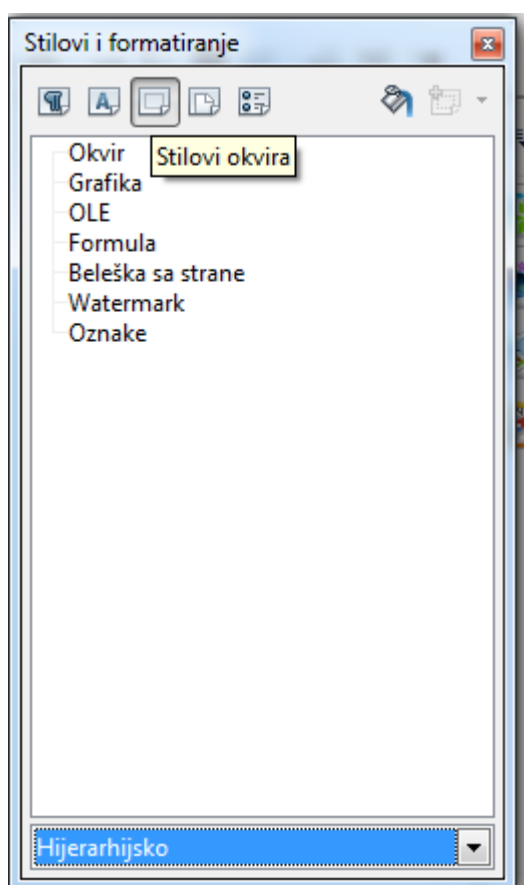 Stilovi i formatiranje
Okvir
Stilovi okvira
Grafika
OLE
Formula
Beleška sa strane
Watermark
Oznake
Hijerarhijsko